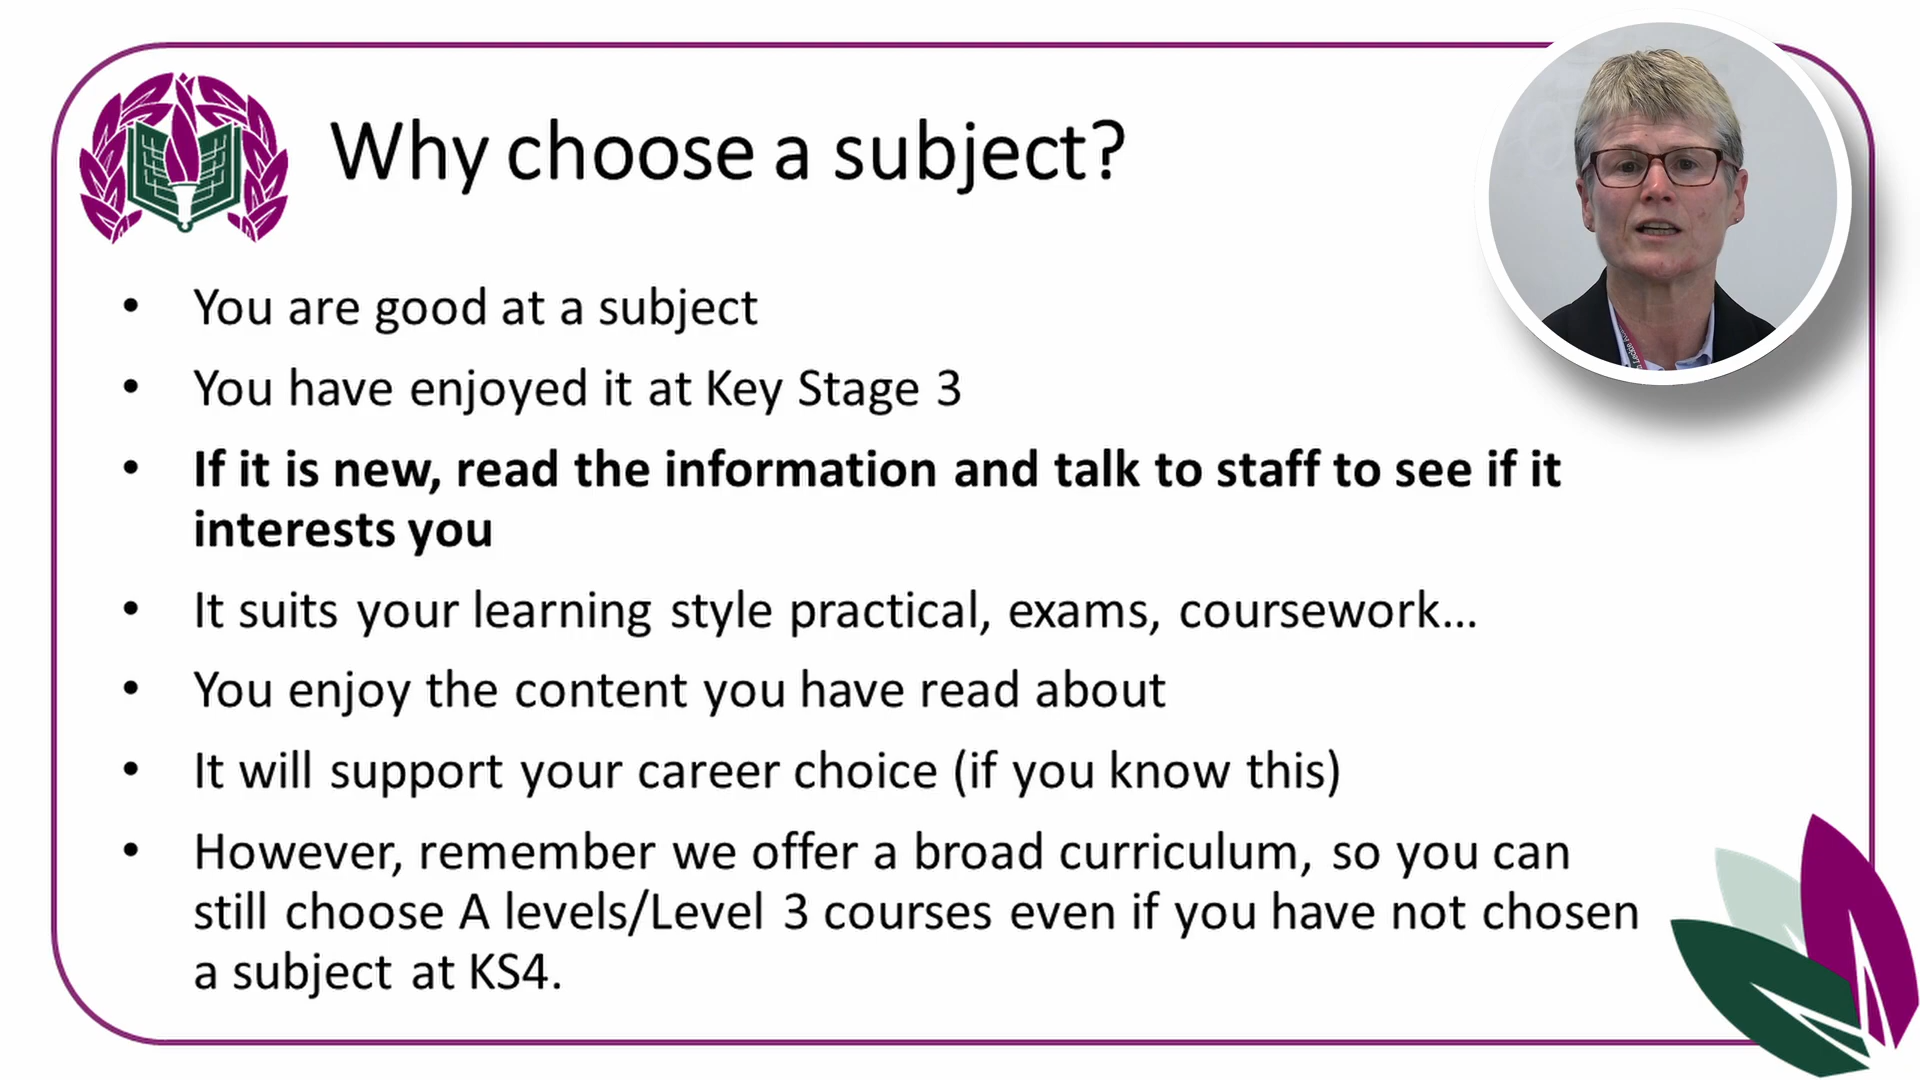 Why choose a subject?
• You are good at a subject
• You have enjoyed it at Key Stage 3
• If it is new, read the information and talk to staff to see if it
interests you
• It suits your learning style practical, exams, coursework...
• You enjoy the content you have read about
• It will support your career choice (if you know this)
• However, remember we offer a broad curriculum, so you can
still choose A levels/Level 3 courses even if you have not chosen
a subject at KS4.